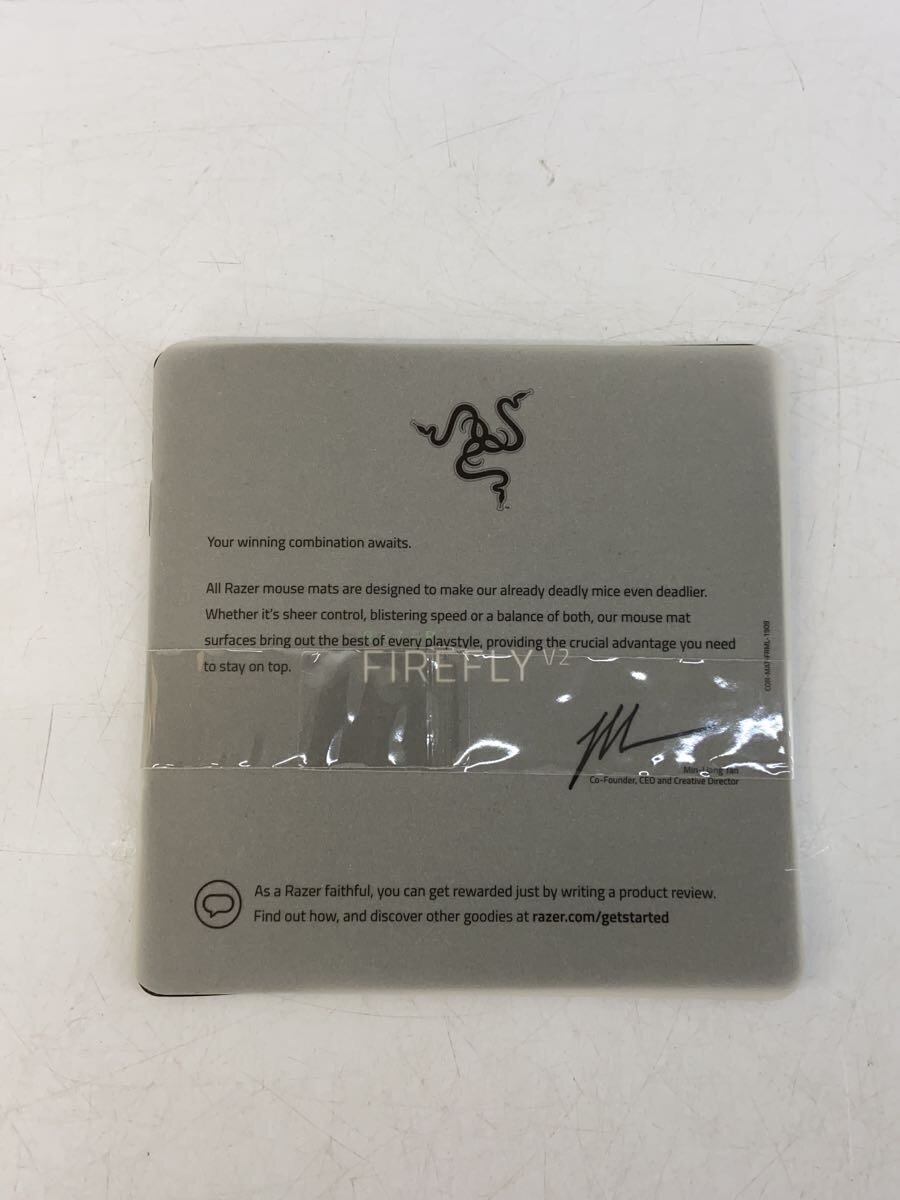 Your winning combination awaits.
All Razer mouse mats are designed to make our already deadly mice even deadlier.
Whether it's sheer control, blistering speed or a balance of both, our mouse mat
surfaces bring out the best of every playstyle, providing the crucial advantage you need
to stay on top.
FIREFLY V2
Min-Liang Tan
Co-Founder, CEO and Creative Director
As a Razer faithful, you can get rewarded just by writing a product review.
Find out how, and discover other goodies at razer.com/getstarted